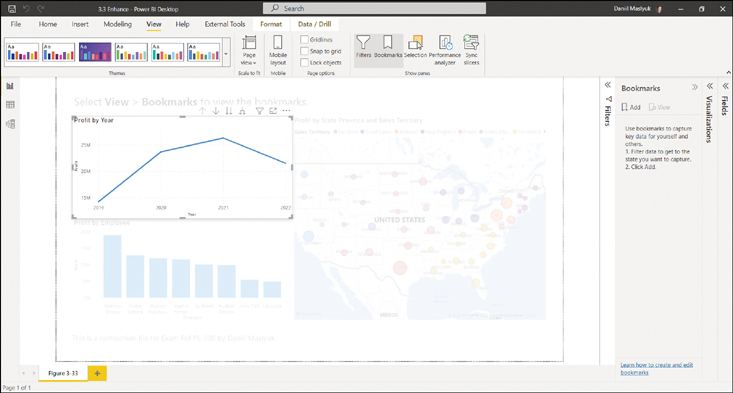 3.3 Enhance - Power BI Desktop
Search
Daniil Maslyuk
File
Home
Insert
Modeling
View
Help
External Tools
Format
Data / Drill
Aa Aa Aa Aa Aa
Themes
Page view
Scale to fit
Mobile layout
Mobile
Gridlines
Snap to grid
Lock objects
Page options
Filters
Bookmarks
Selection
Performance analyzer
Sync slicers
Show panes
Select View > Bookmarks to view the bookmarks.
Profit by Year
25M
20M
15M
Profit
2019 2020 2021 2022
Year
Profit by State Province and Sales Territory
UNITED STATES
MEXICO
Profit by Employee
This is a companion file for Exam Ref PL-300 by Daniil Maslyuk
Filters
Bookmarks
Add
View
Use bookmarks to capture
key data for yourself and
others.
1. Filter data to get to the
state you want to capture.
2. Click Add.
Learn how to create and edit
bookmarks
Visualizations
Fields
Figure 3-33
Page 1 of 1